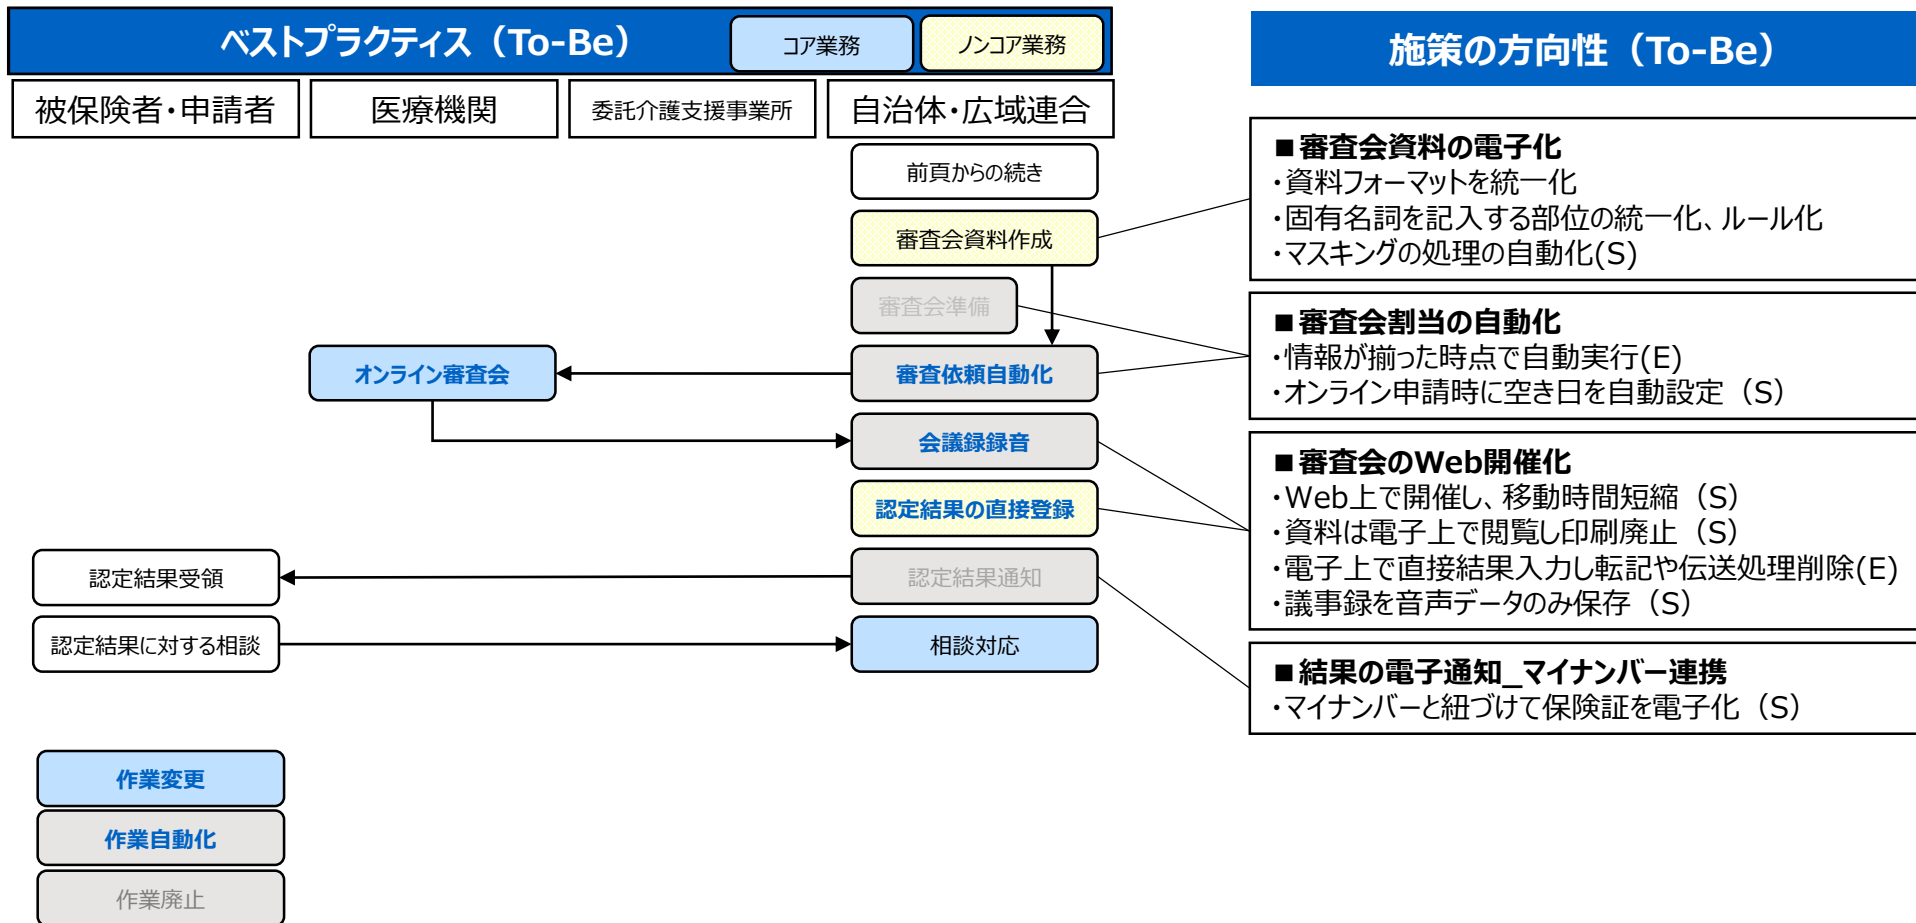 ベストプラクティス（To-Be）
コア業務
ノンコア業務
施策の方向性（To-Be）
被保険者・申請者
医療機関
委託介護支援事業所
自治体・広域連合
前頁からの続き
審査会資料作成
審査会準備
オンライン審査会
審査依頼自動化
会議録録音
認定結果の直接登録
認定結果受領
認定結果通知
認定結果に対する相談
相談対応
■審査会資料の電子化
・資料フォーマットを統一化
・固有名詞を記入する部位の統一化、ルール化
・マスキングの処理の自動化(S)
■審査会割当の自動化
・情報が揃った時点で自動実行(E)
・オンライン申請時に空き日を自動設定（S）
■審査会のWeb開催化
・Web上で開催し、移動時間短縮（S）
・資料は電子上で閲覧し印刷廃止（S）
・電子上で直接結果入力し転記や伝送処理削除(E)
・議事録を音声データのみ保存（S）
■結果の電子通知_マイナンバー連携
・マイナンバーと紐づけて保険証を電子化（S）
作業変更
作業自動化
作業廃止